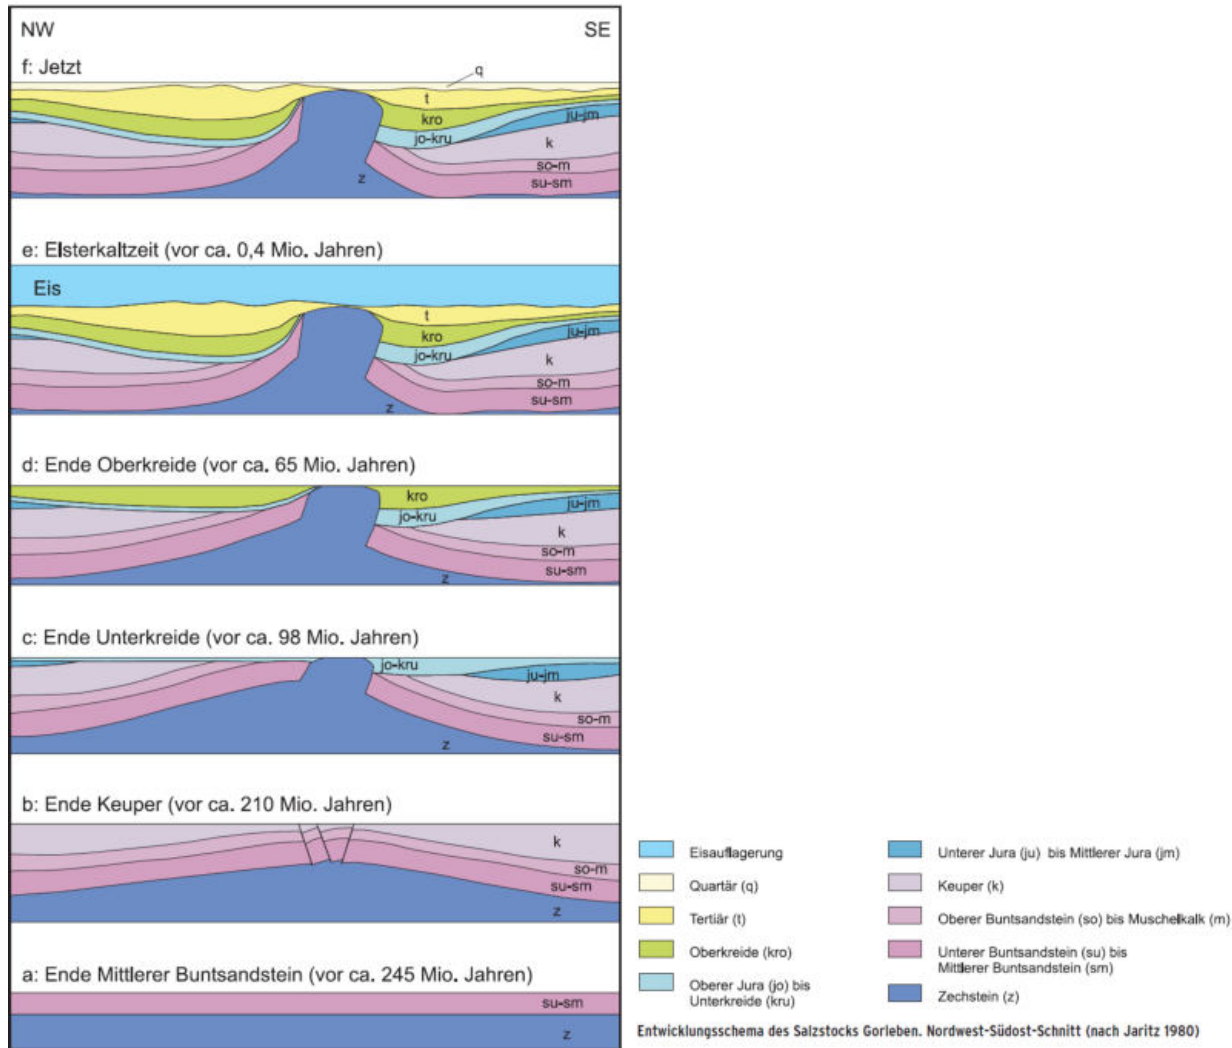 NW
SE
f: Jetzt
q
t
kro
ju-jm
jo-kru
k
so-m
z
su-sm
e: Elsterkaltzeit (vor ca. 0,4 Mio. Jahren)
Eis
t
kro
ju-jm
jo-kru
k
so-m
su-sm
z
d: Ende Oberkreide (vor ca. 65 Mio. Jahren)
kro
ju-jm
jo-kru
k
so-m
su-sm
z
c: Ende Unterkreide (vor ca. 98 Mio. Jahren)
jo-kru
ju-jm
k
so-m
su-sm
z
b: Ende Keuper (vor ca. 210 Mio. Jahren)
k
so-m
su-sm
z
a: Ende Mittlerer Buntsandstein (vor ca. 245 Mio. Jahren)
su-sm
z
Eisauflagerung
Quartär (q)
Tertiär (t)
Oberkreide (kro)
Oberer Jura (jo) bis
Unterkreide (kru)
Unterer Jura (ju) bis Mittlerer Jura (jm)
Keuper (k)
Oberer Buntsandstein (so) bis Muschelkalk (m)
Unterer Buntsandstein (su) bis
Mittlerer Buntsandstein (sm)
Zechstein (z)
Entwicklungsschema des Salzstocks Gorleben. Nordwest-Südost-Schnitt (nach Jaritz 1980)